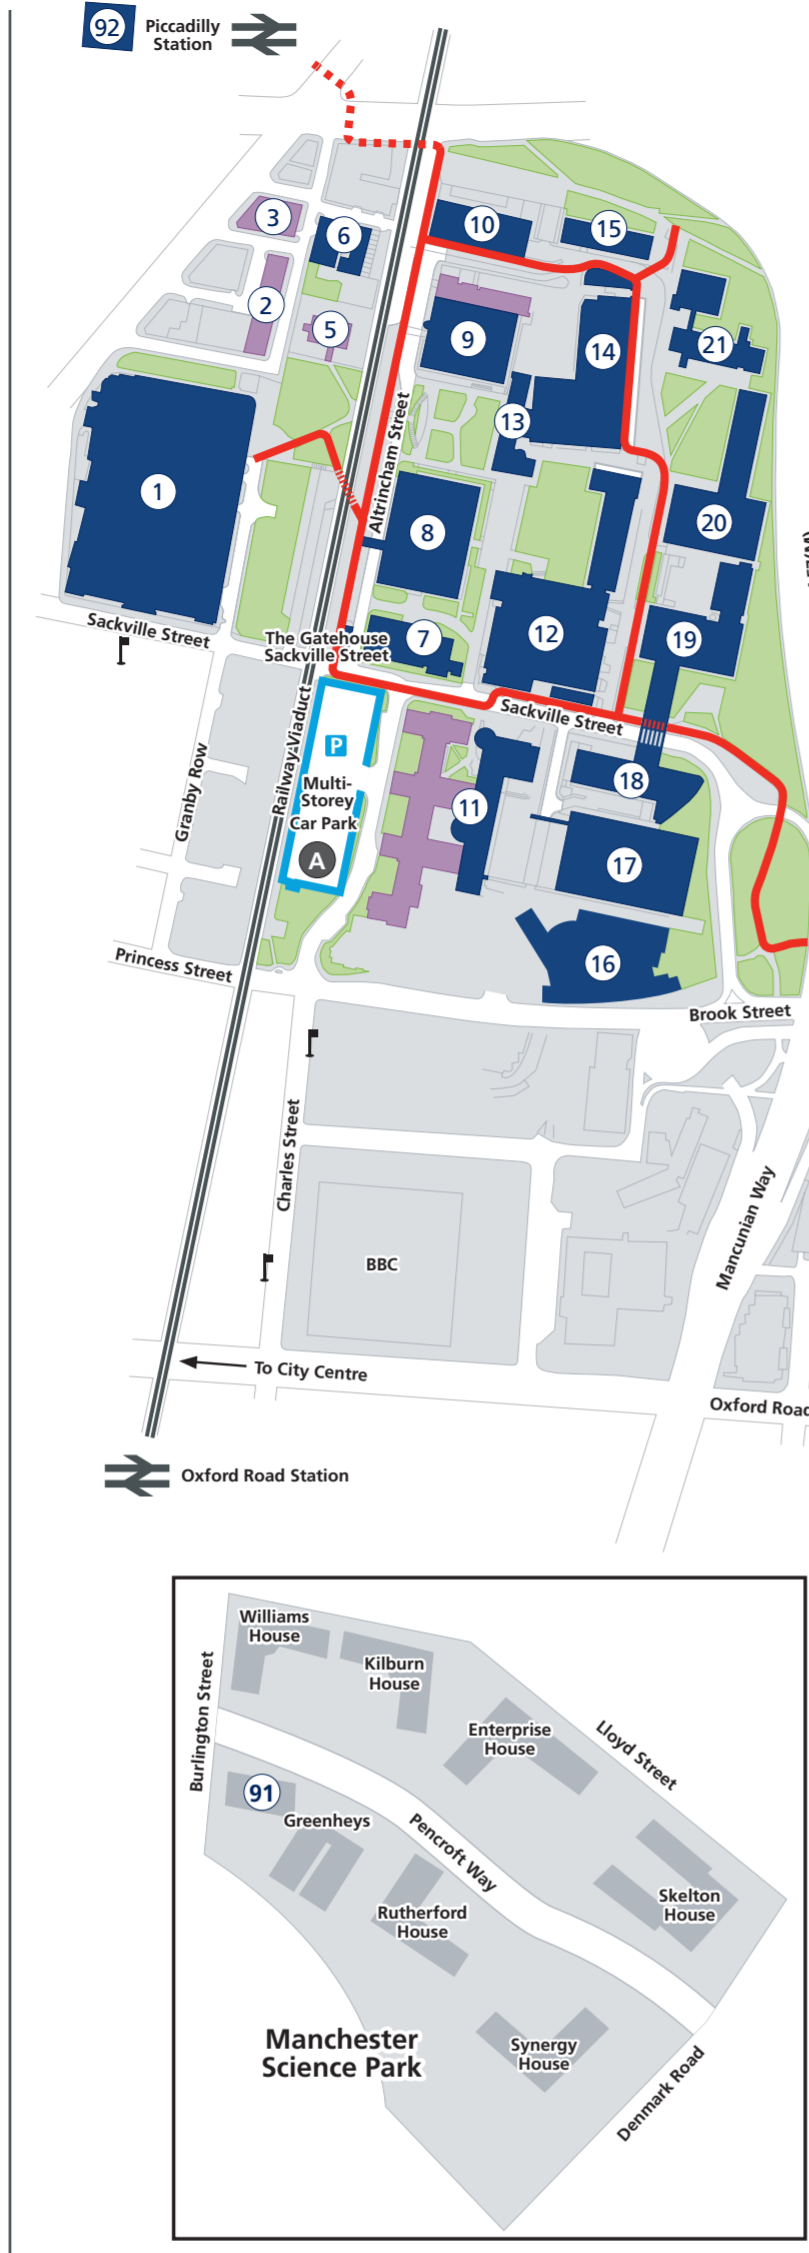 92
Piccadilly
Station
3
6
10
15
2
5
9
14
21
13
Altrincham Street
1
8
20
7
12
19
Sackville Street
The Gatehouse
Sackville Street
Sackville Street
Railway Viaduct
P
Multi-
Storey
Car Park
A
Granby Row
11
18
17
16
Princess Street
Brook Street
Charles Street
BBC
Mancunian Way
To City Centre
Oxford Road
Oxford Road Station
Williams
House
Kilburn
House
Burlington Street
Enterprise
House
Lloyd Street
91
Greenheys
Pencroft Way
Rutherford
House
Skelton
House
Manchester
Science Park
Synergy
House
Denmark Road